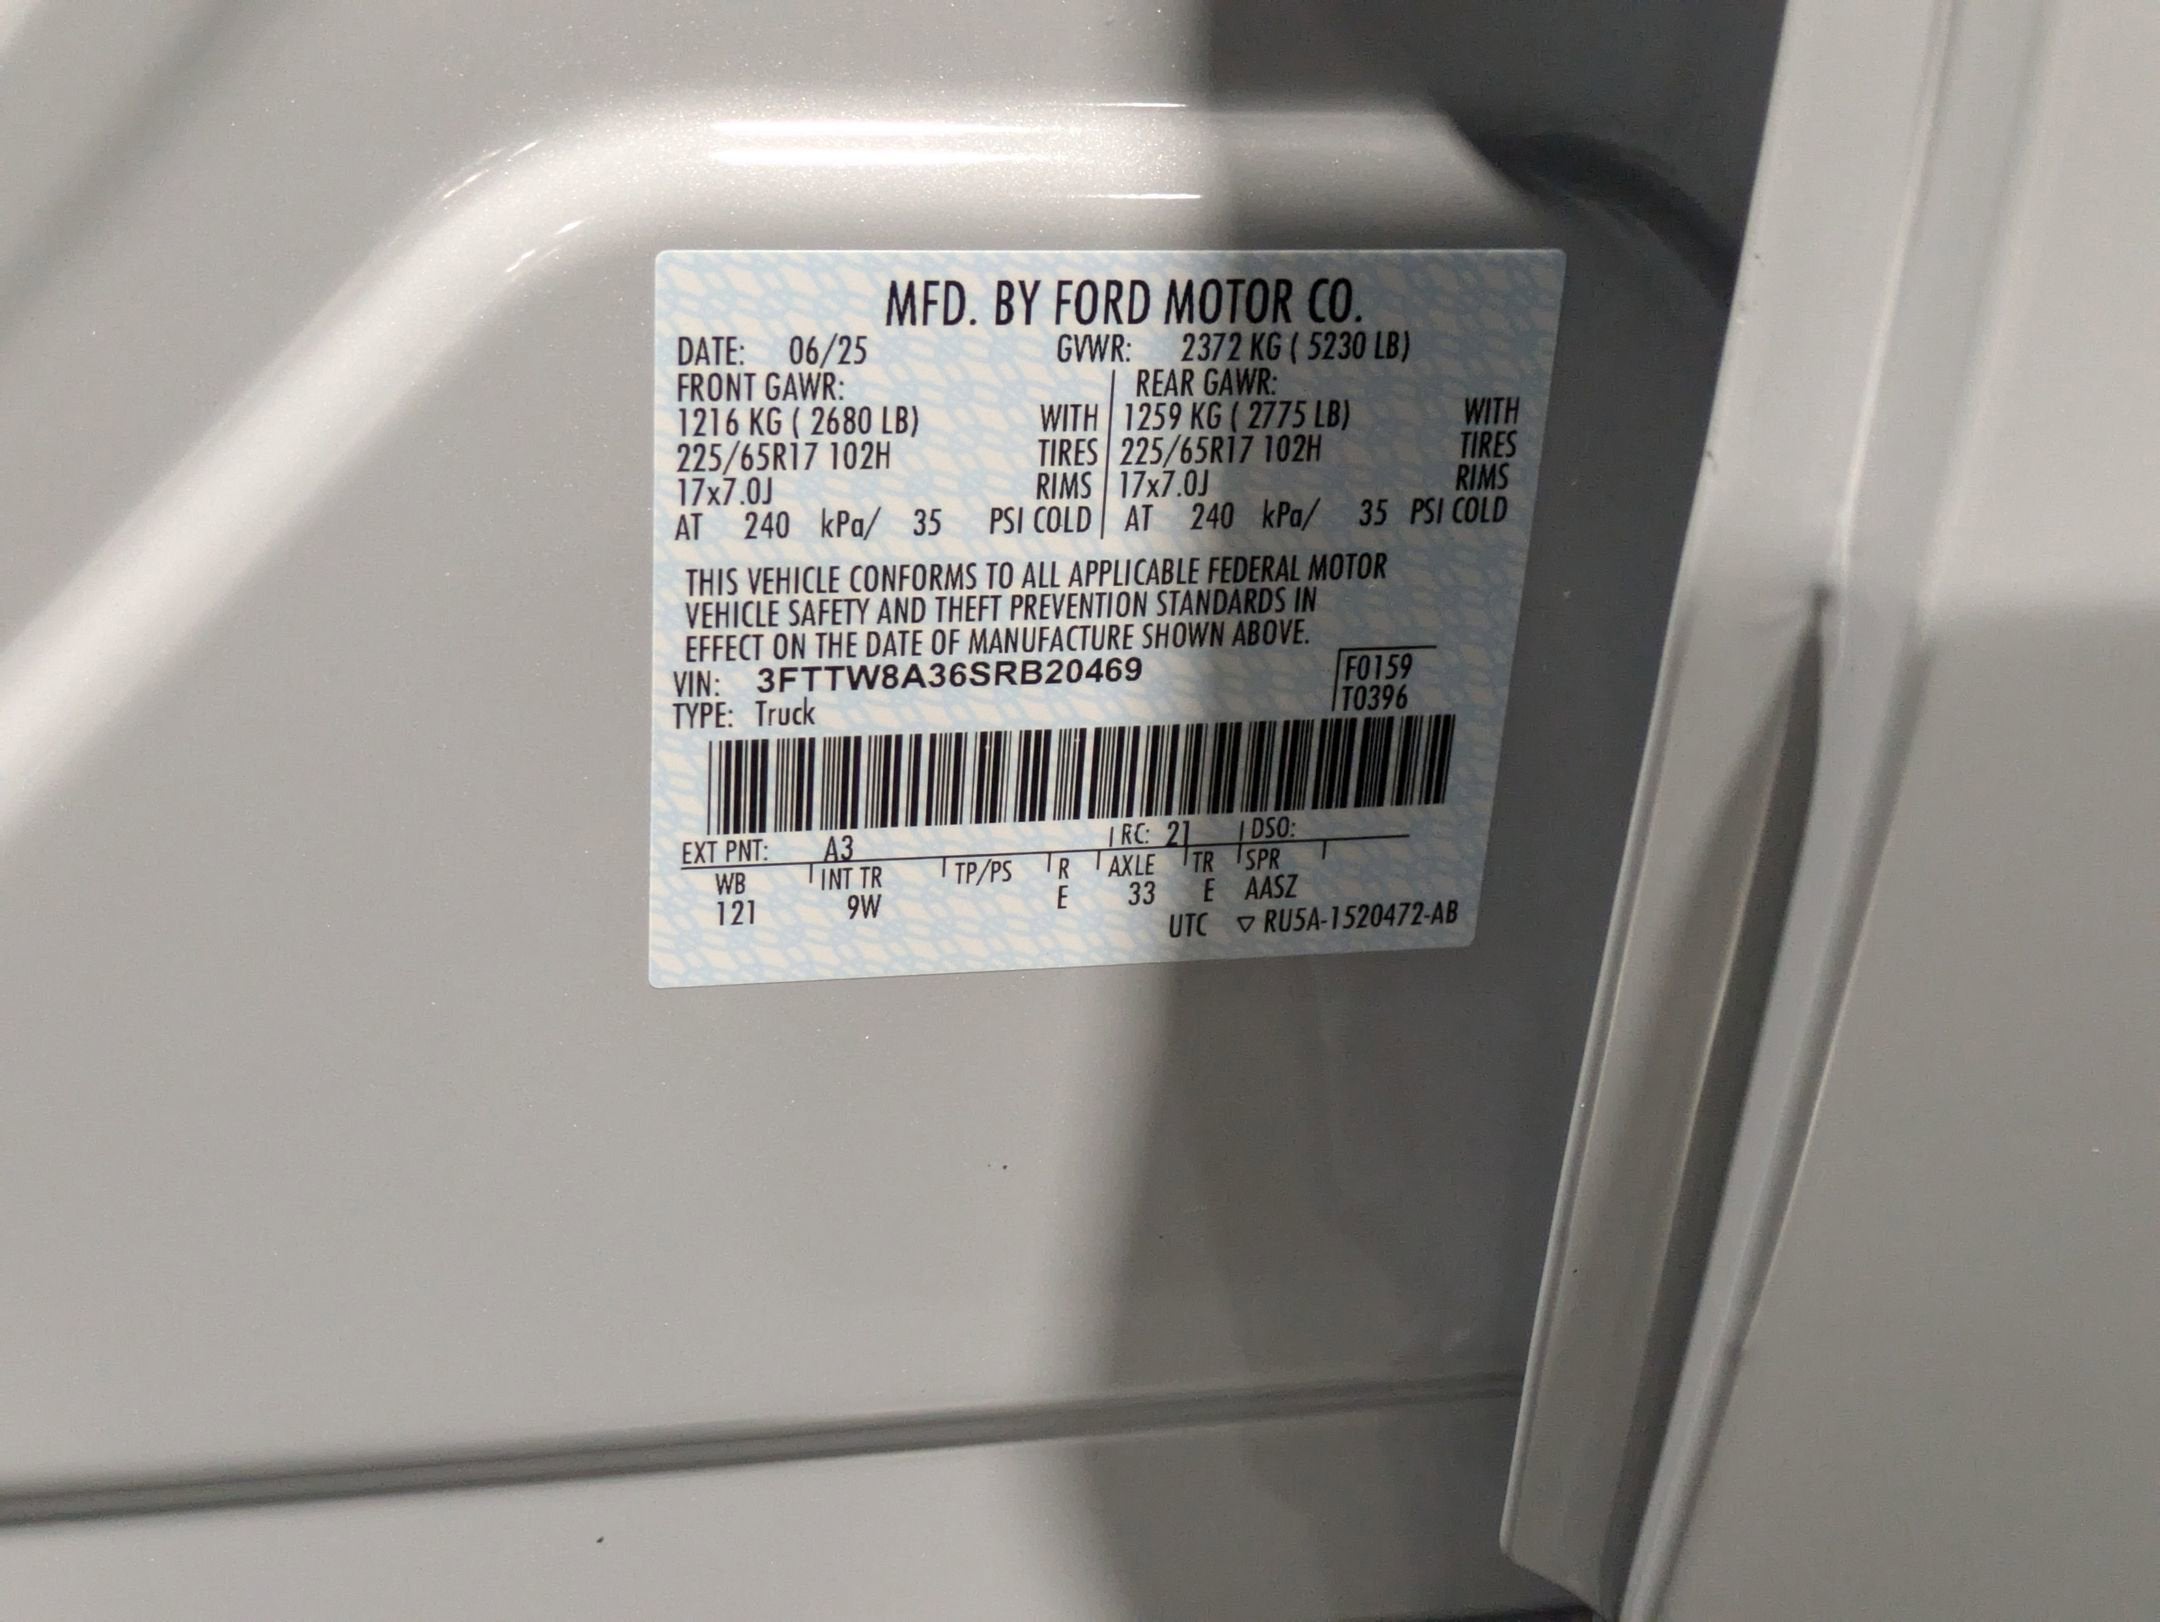 MFD. BY FORD MOTOR CO.
DATE: 06/25 GVWR: 2372 KG ( 5230 LB)
FRONT GAWR: REAR GAWR:
1216 KG ( 2680 LB) WITH 1259 KG ( 2775 LB) WITH
225/65R17 102H TIRES 225/65R17 102H TIRES
17x7.0J RIMS 17x7.0J RIMS
AT 240 kPa/ 35 PSI COLD AT 240 kPa/ 35 PSI COLD
THIS VEHICLE CONFORMS TO ALL APPLICABLE FEDERAL MOTOR
VEHICLE SAFETY AND THEFT PREVENTION STANDARDS IN
EFFECT ON THE DATE OF MANUFACTURE SHOWN ABOVE.
VIN: 3FTTW8A36SRB20469 F0159
TYPE: Truck T0396
EXT PNT: A3 RC: 21 DSO:
WB INT TR TP/PS R AXLE TR SPR
121 9W E 33 E AASZ
UTC ▽ RU5A-1520472-AB